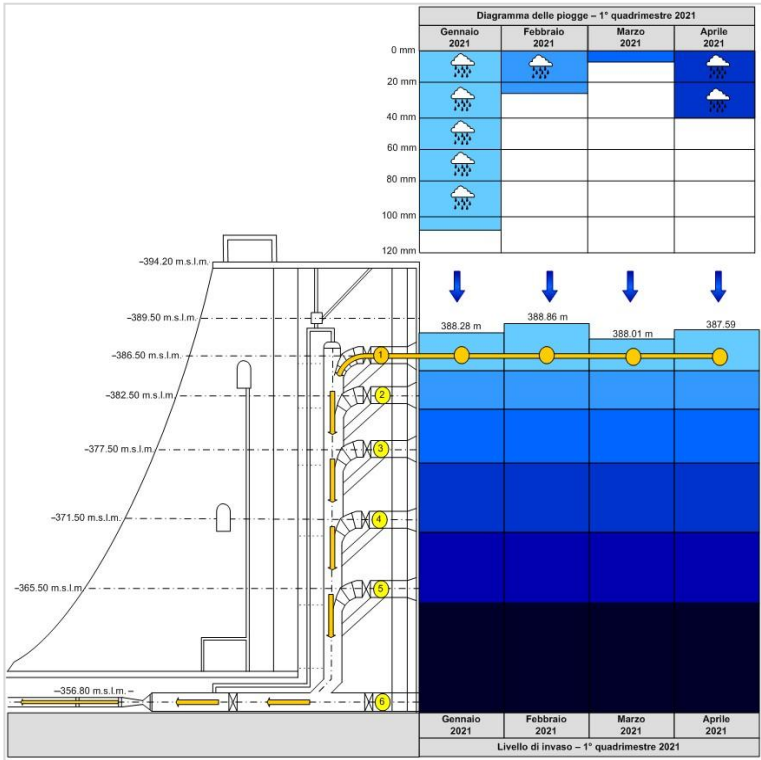 Diagramma delle piogge – 1° quadrimestre 2021
Gennaio 2021
Febbraio 2021
Marzo 2021
Aprile 2021
0 mm
20 mm
40 mm
60 mm
80 mm
100 mm
120 mm
–394.20 m.s.l.m.
–389.50 m.s.l.m.
–386.50 m.s.l.m.
–382.50 m.s.l.m.
–377.50 m.s.l.m.
–371.50 m.s.l.m.
–365.50 m.s.l.m.
–356.80 m.s.l.m.–
1
2
3
4
5
6
388.28 m
388.86 m
388.01 m
387.59
Gennaio 2021
Febbraio 2021
Marzo 2021
Aprile 2021
Livello di invaso – 1° quadrimestre 2021